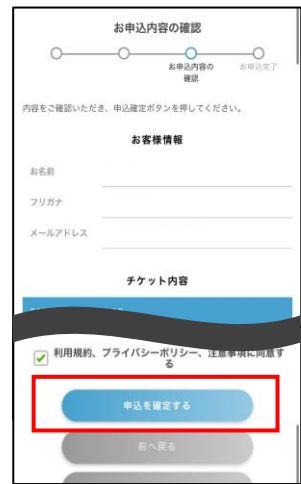 お申込内容の確認
お申込内容の
確認
お申込完了
内容をご確認いただき、申込確定ボタンを押してください。
お客様情報
お名前
フリガナ
メールアドレス
チケット内容
利用規約、プライバシーポリシー、注意事項に同意す
る
申込を確定する
前へ戻る